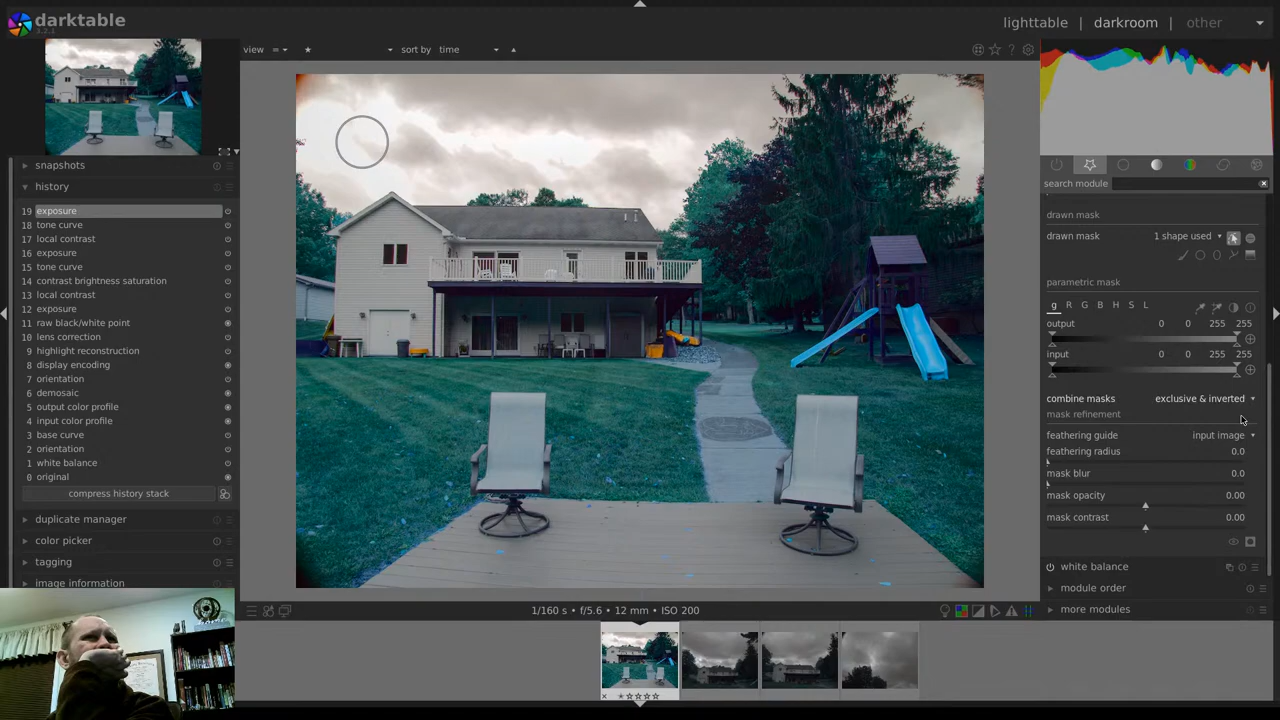 darktable
3.2.1
lighttable | darkroom | other
view
sort by time
snapshots
history
19 exposure
18 tone curve
17 local contrast
16 exposure
15 tone curve
14 contrast brightness saturation
13 local contrast
12 exposure
11 raw black/white point
10 lens correction
9 highlight reconstruction
8 display encoding
7 orientation
6 demosaic
5 output color profile
4 input color profile
3 base curve
2 orientation
1 white balance
0 original
compress history stack
duplicate manager
color picker
tagging
image information
1/160 s • f/5.6 • 12 mm • ISO 200
search module
drawn mask
drawn mask 1 shape used
parametric mask
g R G B H S L
output 0 0 255 255
input 0 0 255 255
combine masks exclusive & inverted
mask refinement
feathering guide input image
feathering radius 0.0
mask blur 0.0
mask opacity 0.00
mask contrast 0.00
white balance
module order
more modules